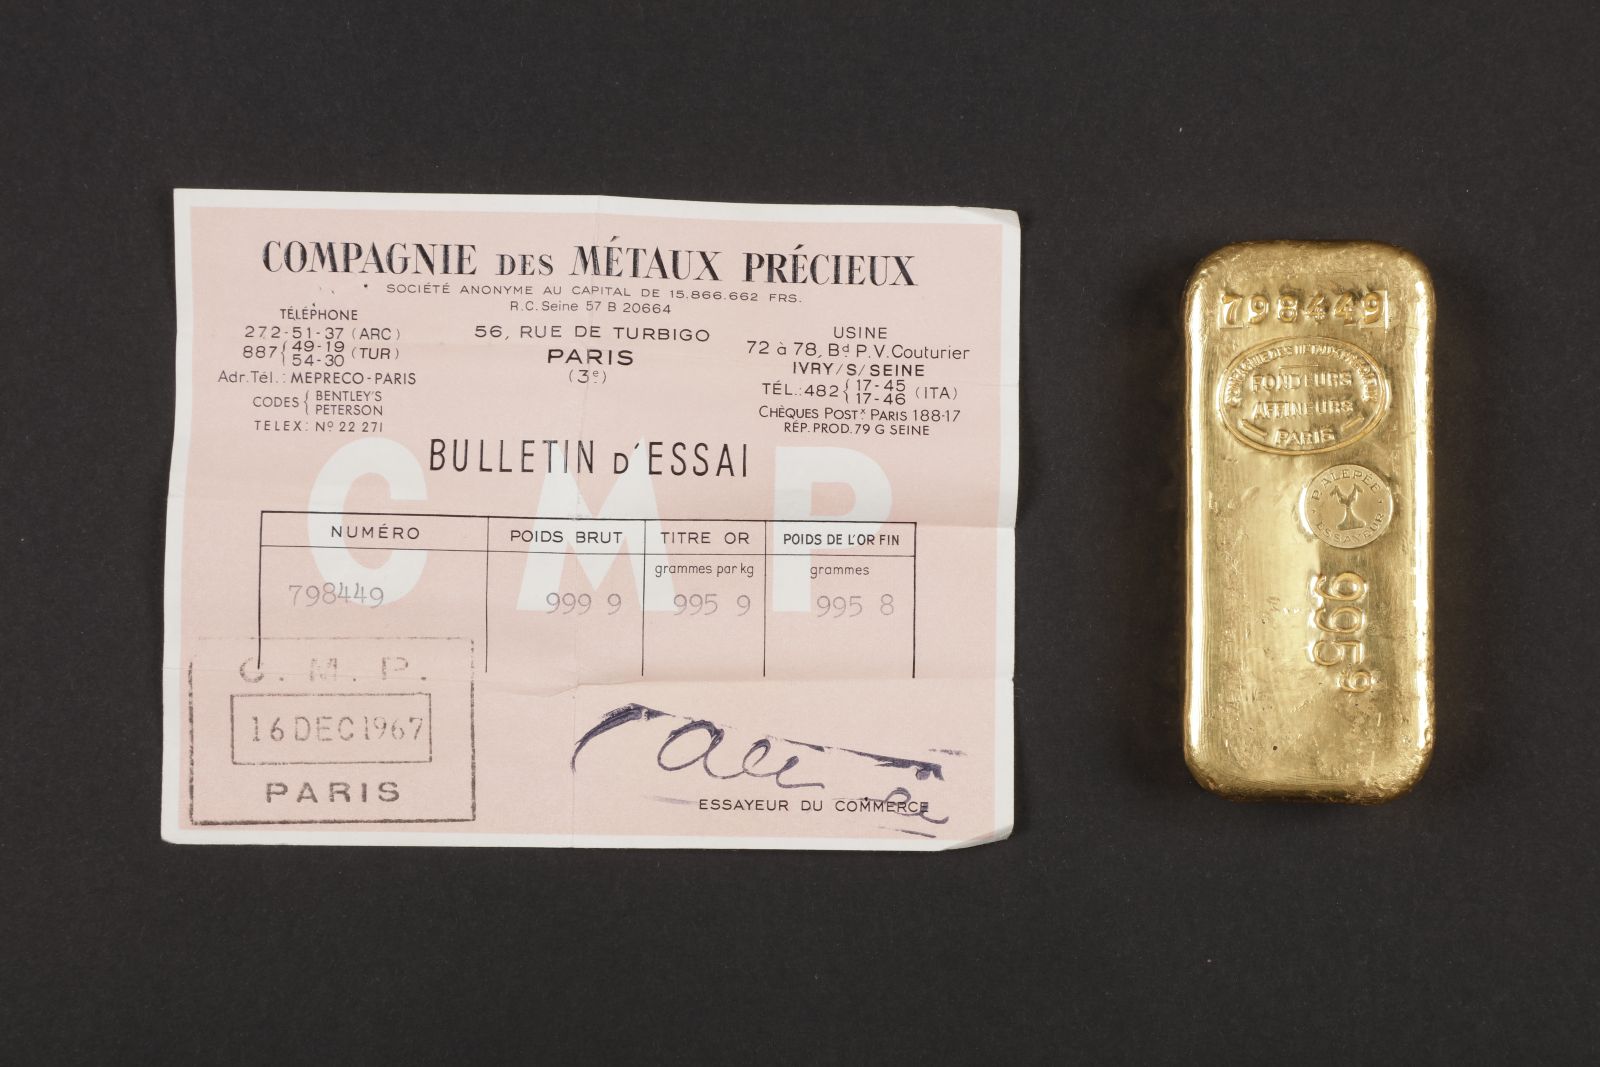 COMPAGNIE DES MÉTAUX PRÉCIEUX
SOCIÉTÉ ANONYME AU CAPITAL DE 15.866.662 FRS.
R.C. Seine 57 B 20664
TÉLÉPHONE
272-51-37 (ARC)
887 { 49-19 54-30 (TUR)
Adr. Tél.: MEPRECO-PARIS
CODES { BENTLEY'S PETERSON
TELEX: Nº 22 271
56, RUE DE TURBIGO
PARIS
(3e)
USINE
72 à 78, Bd P.V. Couturier
IVRY/S/SEINE
TÉL.: 482 { 17-45 17-46 (ITA)
CHÈQUES POSTx PARIS 188-17
RÉP. PROD. 79 G SEINE
BULLETIN D'ESSAI
CMP
NUMÉRO POIDS BRUT TITRE OR POIDS DE L'OR FIN
grammes par kg grammes
798449 999 9 995 9 995 8
C. M. P.
16 DEC 1967
PARIS
ESSAYEUR DU COMMERCE
798449
COMPAGNIE DES METAUX PRECIEUX
FONDEURS
AFFINEURS
PARIS
P. ALEPÉE
ESSAYEUR
995 9